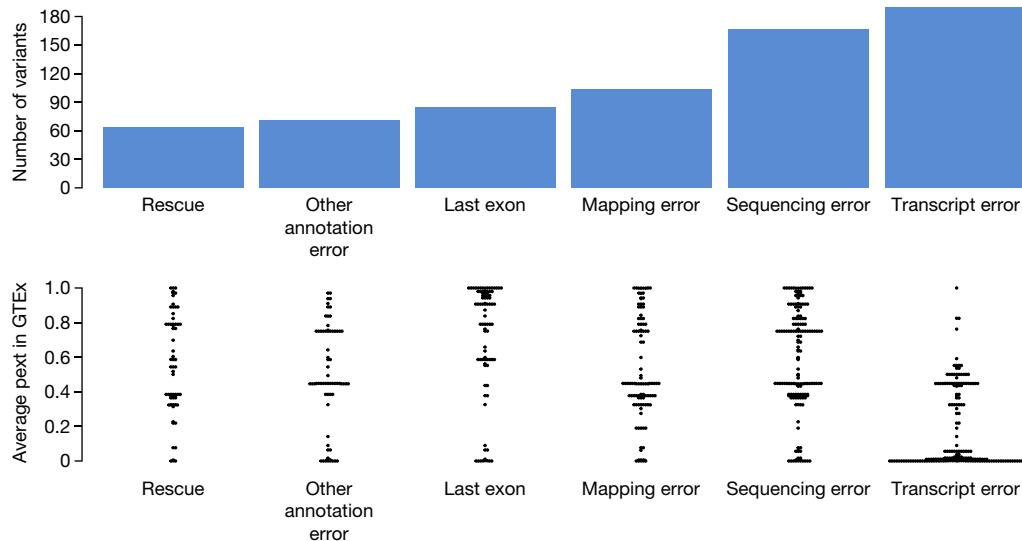 Number of variants
180
150
120
90
60
30
0
Rescue
Other
annotation
error
Last exon
Mapping error
Sequencing error
Transcript error
Average pext in GTEx
1.0
0.8
0.6
0.4
0.2
0
Rescue
Other
annotation
error
Last exon
Mapping error
Sequencing error
Transcript error